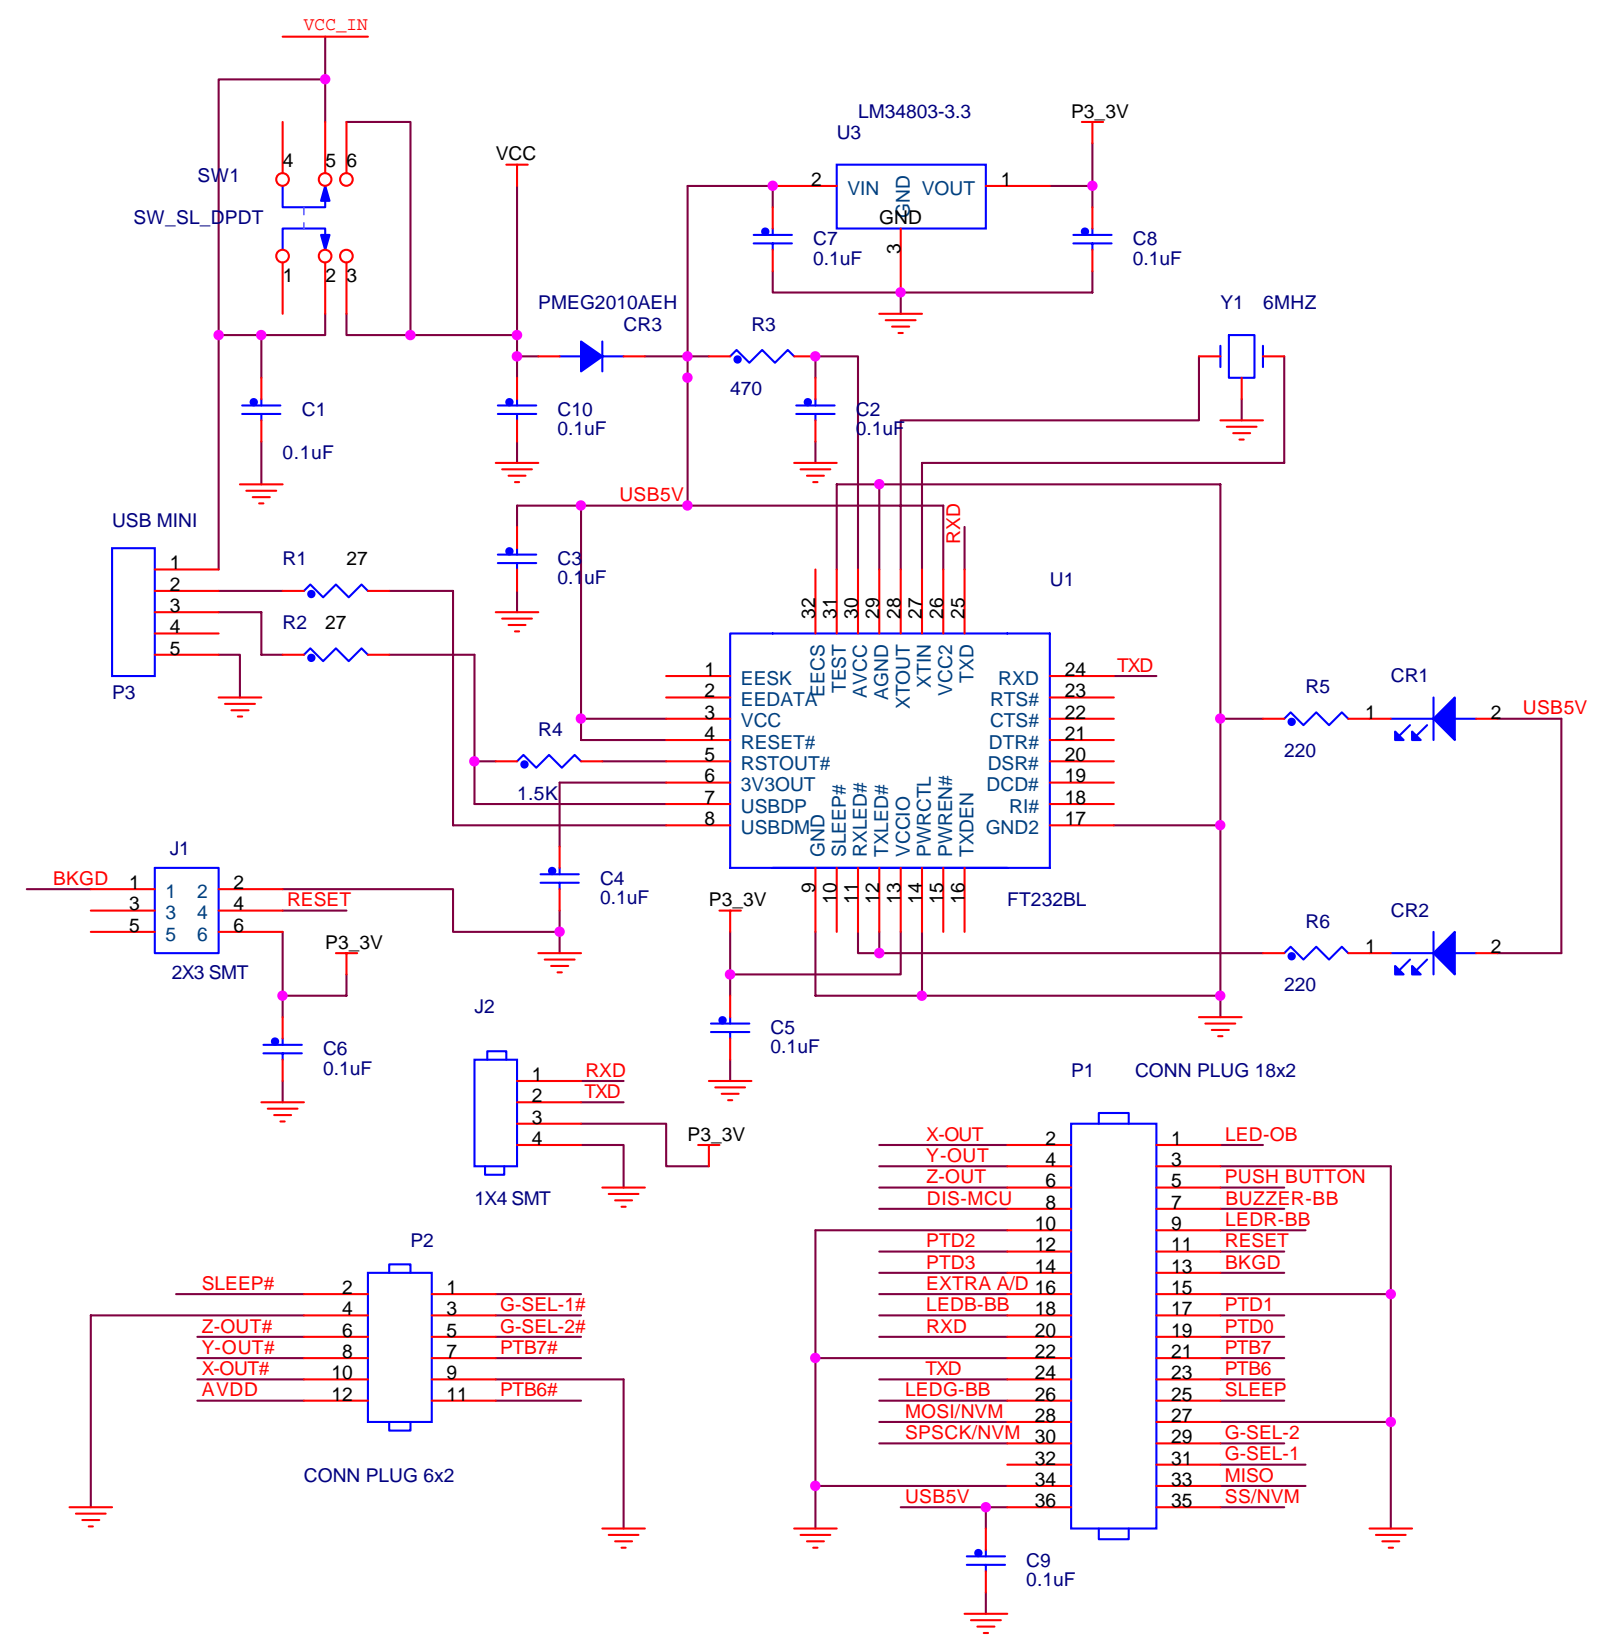 VCC_IN
4 5 6
SW1
SW_SL_DPDT
1 2 3
C1
0.1uF
VCC
PMEG2010AEH
CR3
C10
0.1uF
LM34803-3.3
U3
2 VIN GND VOUT 1
GND
3
P3_3V
C7
0.1uF
C8
0.1uF
R3
470
C2
0.1uF
Y1 6MHZ
USB5V
C3
0.1uF
USB MINI
1
2
3
4
5
P3
R1 27
R2 27
R4
1.5K
RXD
U1
32 31 30 29 28 27 26 25
EECS TEST AVCC AGND XTOUT XTIN VCC2 TXD
1 EESK
2 EEDATA
3 VCC
4 RESET#
5 RSTOUT#
6 3V3OUT
7 USBDP
8 USBDM
RXD 24 TXD
RTS# 23
CTS# 22
DTR# 21
DSR# 20
DCD# 19
RI# 18
GND2 17
GND SLEEP# RXLED# TXLED# VCCIO PWRCTL PWREN# TXDEN
9 10 11 12 13 14 15 16
FT232BL
R5
220
1 CR1 2
USB5V
R6
220
1 CR2 2
C4
0.1uF
P3_3V
C5
0.1uF
J1
BKGD 1 1 2 2
3 3 4 4 RESET
5 5 6 6
2X3 SMT
P3_3V
C6
0.1uF
J2
1 RXD
2 TXD
3
4
P3_3V
1X4 SMT
P2
SLEEP# 2 1
4 3 G-SEL-1#
Z-OUT# 6 5 G-SEL-2#
Y-OUT# 8 7 PTB7#
X-OUT# 10 9
AVDD 12 11 PTB6#
CONN PLUG 6x2
P1 CONN PLUG 18x2
X-OUT 2 1 LED-OB
Y-OUT 4 3
Z-OUT 6 5 PUSH BUTTON
DIS-MCU 8 7 BUZZER-BB
10 9 LEDR-BB
PTD2 12 11 RESET
PTD3 14 13 BKGD
EXTRA A/D 16 15
LEDB-BB 18 17 PTD1
RXD 20 19 PTD0
22 21 PTB7
TXD 24 23 PTB6
LEDG-BB 26 25 SLEEP
MOSI/NVM 28 27
SPSCK/NVM 30 29 G-SEL-2
32 31 G-SEL-1
34 33 MISO
USB5V 36 35 SS/NVM
C9
0.1uF